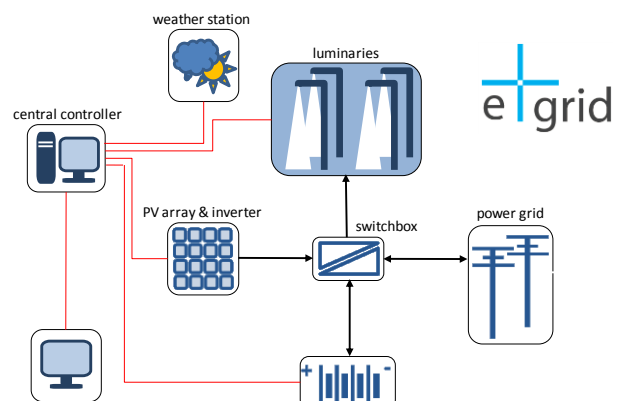 weather station
luminaries
e+grid
central controller
PV array & inverter
switchbox
power grid
+
-